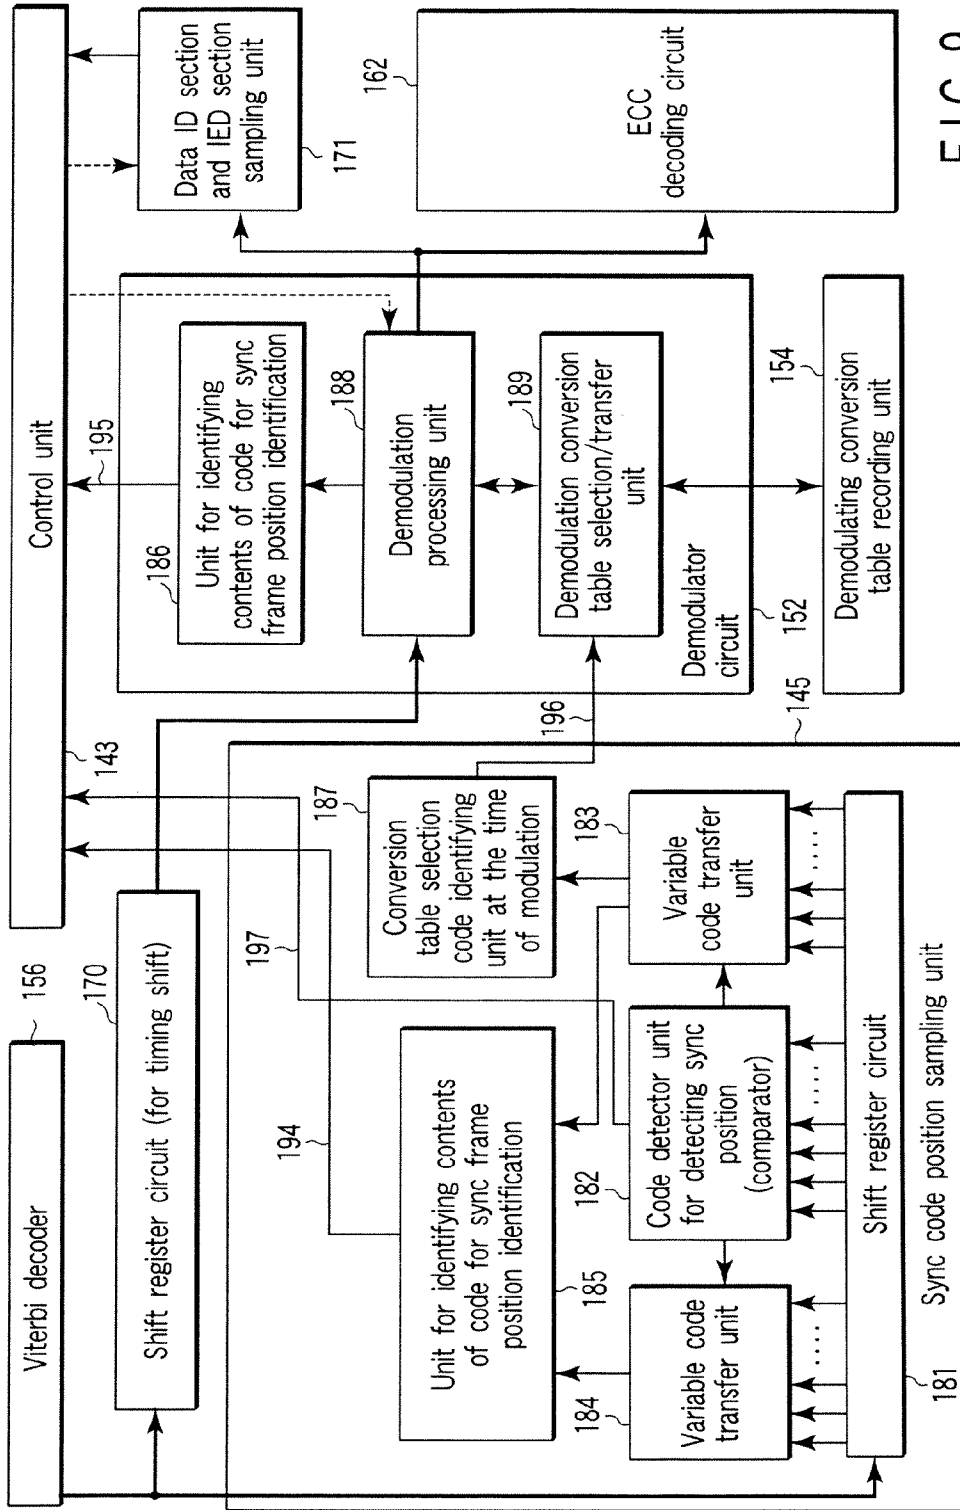 Viterbi decoder
156
Control unit
143
Shift register circuit (for timing shift)
170
197
194
195
Data ID section
and IED section
sampling unit
171
186
Unit for identifying
contents of code for sync
frame position identification
187
Conversion
table selection
code identifying
unit at the time
of modulation
188
Demodulation
processing unit
162
ECC
decoding circuit
Unit for identifying contents
of code for sync frame
position identification
185
196
189
Demodulation conversion
table selection/transfer
unit
184
Variable code
transfer unit
182
Code detector unit
for detecting sync
position
(comparator)
183
Variable
code transfer
unit
Demodulator
circuit
152
145
154
Demodulating conversion
table recording unit
.....
.....
.....
Shift register circuit
181
Sync code position sampling unit
FIG.